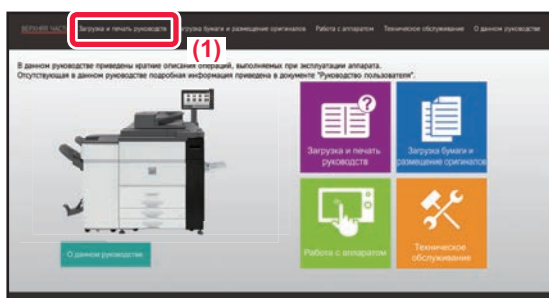 ВЕРХНЯЯ ЧАСТЬ Загрузка и печать руководств Загрузка бумаги и размещение оригиналов Работа с аппаратом Техническое обслуживание О данном руководстве
(1)
В данном руководстве приведены краткие описания операций, выполняемых при эксплуатации аппарата.
Отсутствующая в данном руководстве подробная информация приведена в документе "Руководство пользователя".
Загрузка и печать
руководств
Загрузка бумаги и
размещение оригиналов
Работа с аппаратом
Техническое
обслуживание
О данном руководстве